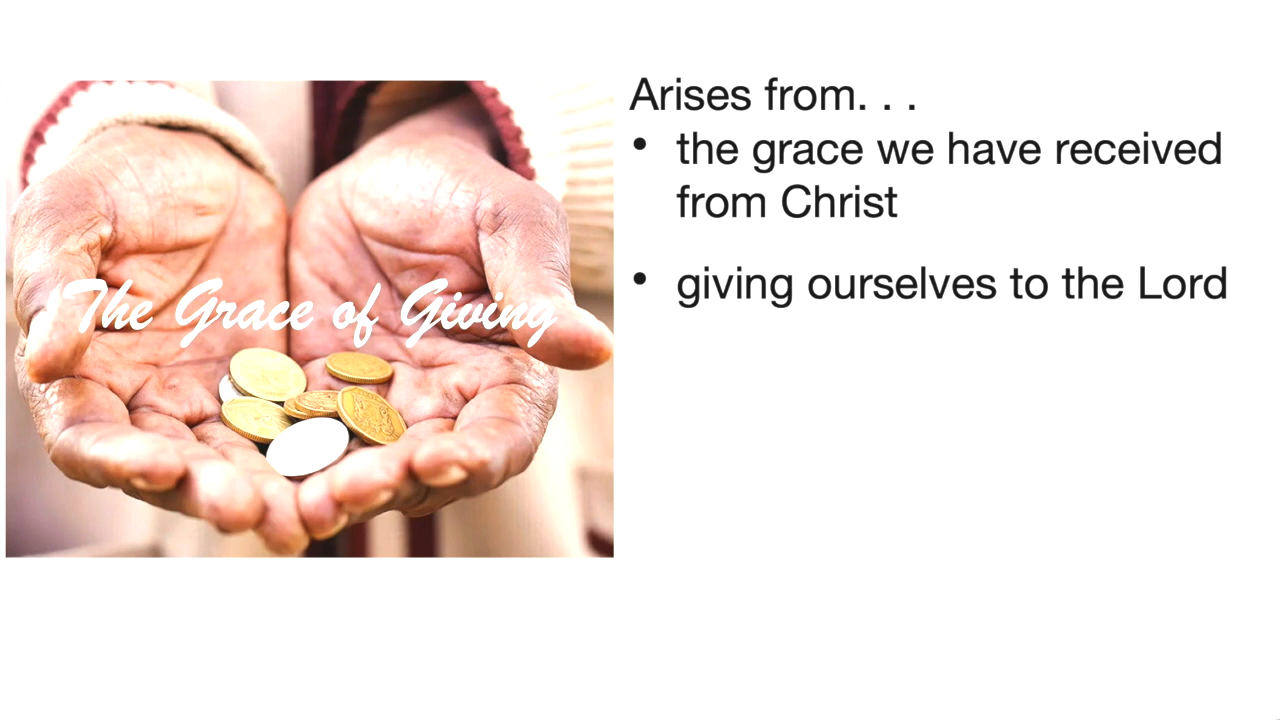 The Grace of Giving
Arises from. . .
• the grace we have received
from Christ
• giving ourselves to the Lord